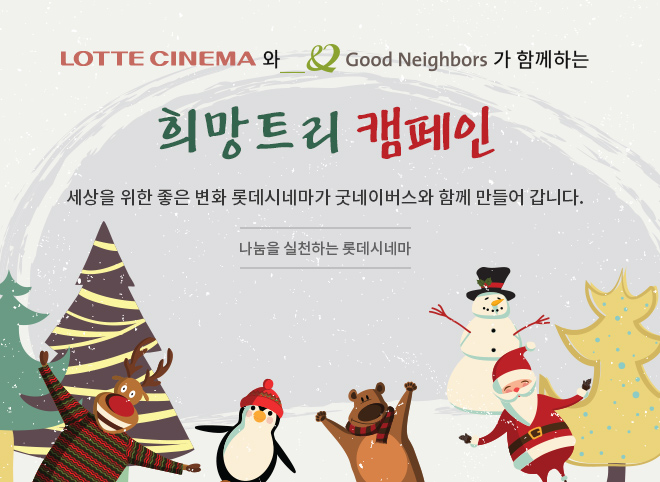 LOTTE CINEMA 와 & Good Neighbors 가 함께하는
희망트리 캠페인
세상을 위한 좋은 변화 롯데시네마가 굿네이버스와 함께 만들어 갑니다.
나눔을 실천하는 롯데시네마